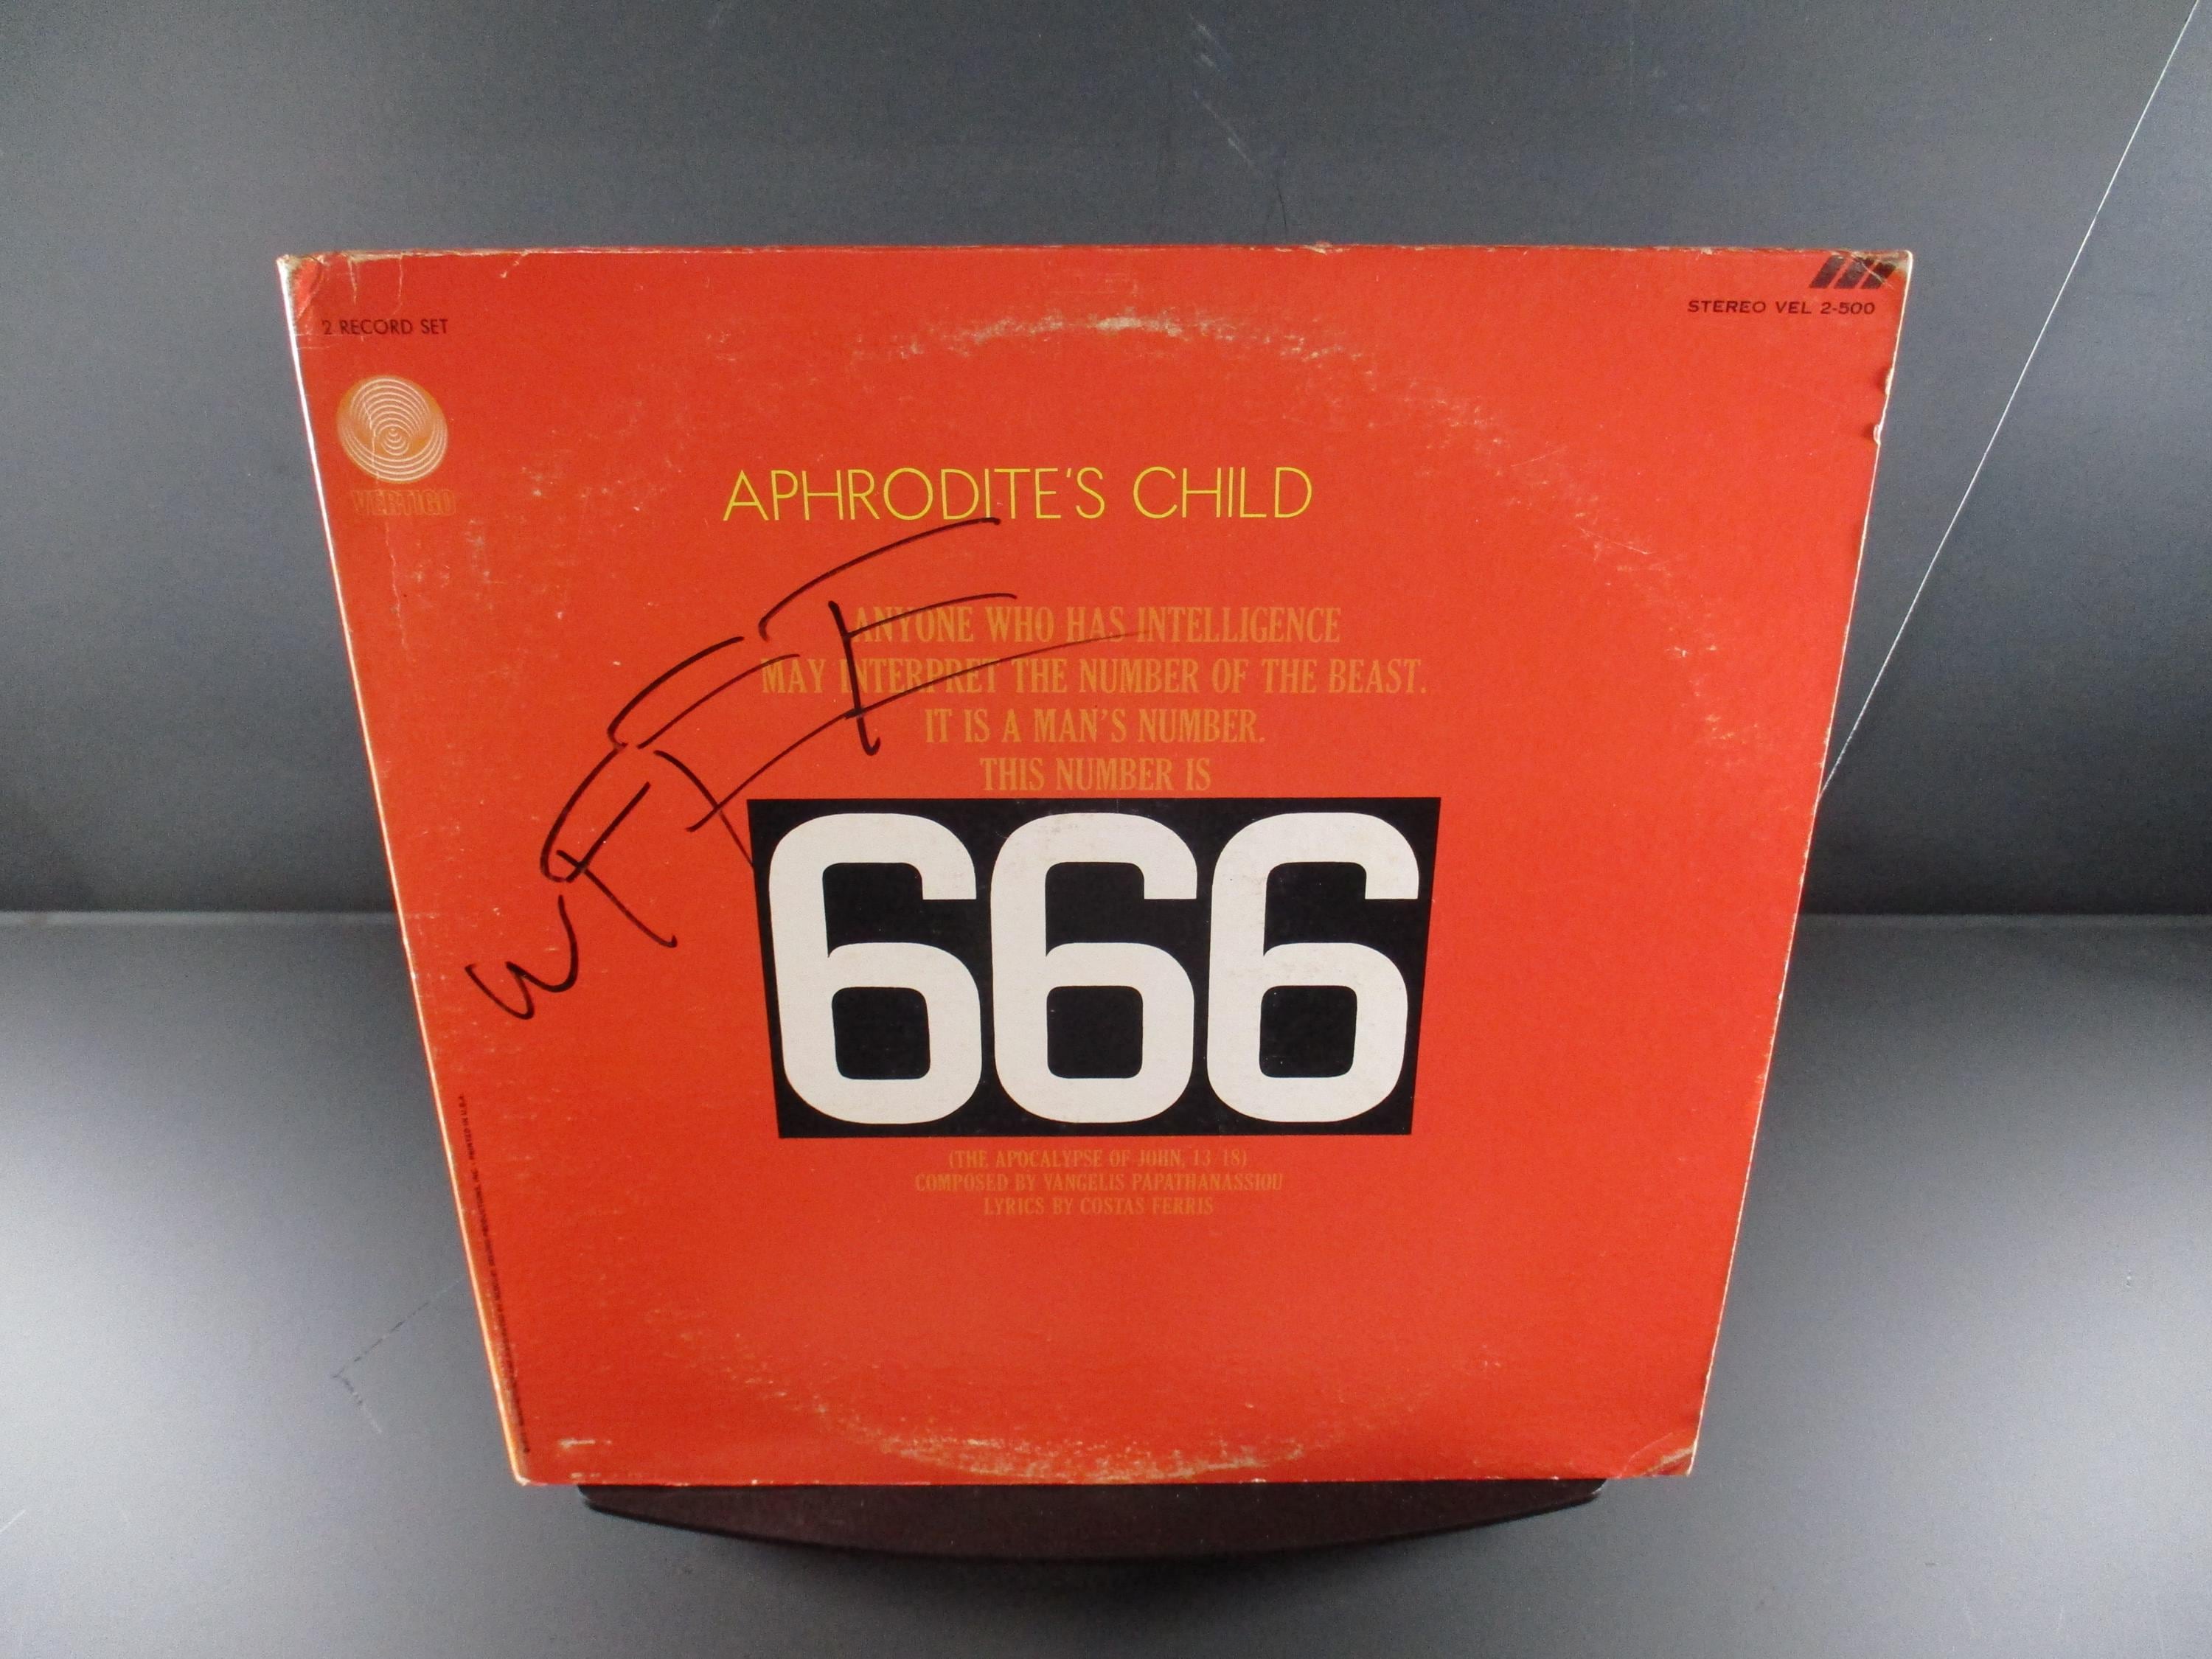 2 RECORD SET
STEREO VEL 2-500
VERTIGO
APHRODITE'S CHILD
ANYONE WHO HAS INTELLIGENCE
MAY INTERPRET THE NUMBER OF THE BEAST.
IT IS A MAN'S NUMBER.
THIS NUMBER IS
666
(THE APOCALYPSE OF JOHN, 13 18)
COMPOSED BY VANGELIS PAPATHANASSIOU
LYRICS BY COSTAS FERRIS
PRINTED IN U.S.A.